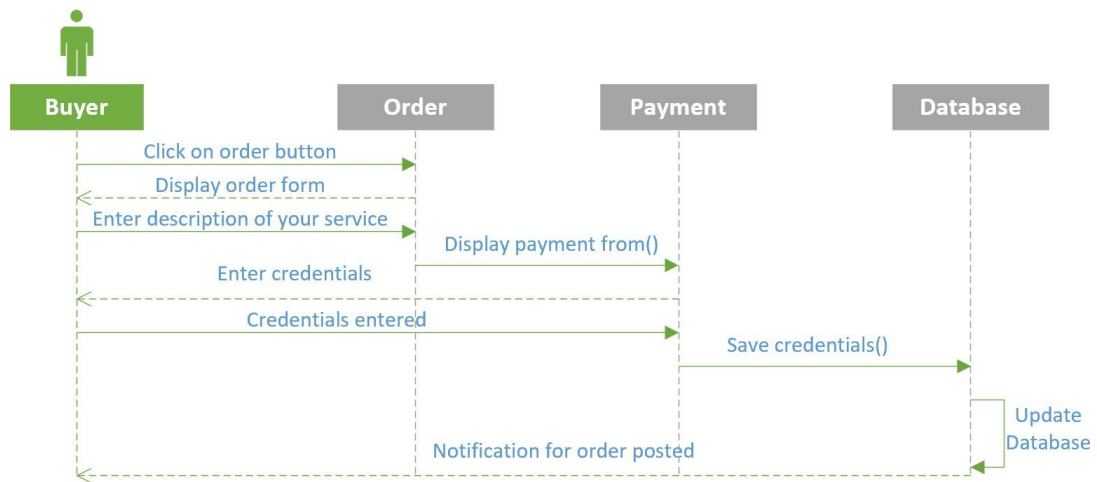 Buyer
Order
Payment
Database
Click on order button
Display order form
Enter description of your service
Display payment from()
Enter credentials
Credentials entered
Save credentials()
Update
Database
Notification for order posted